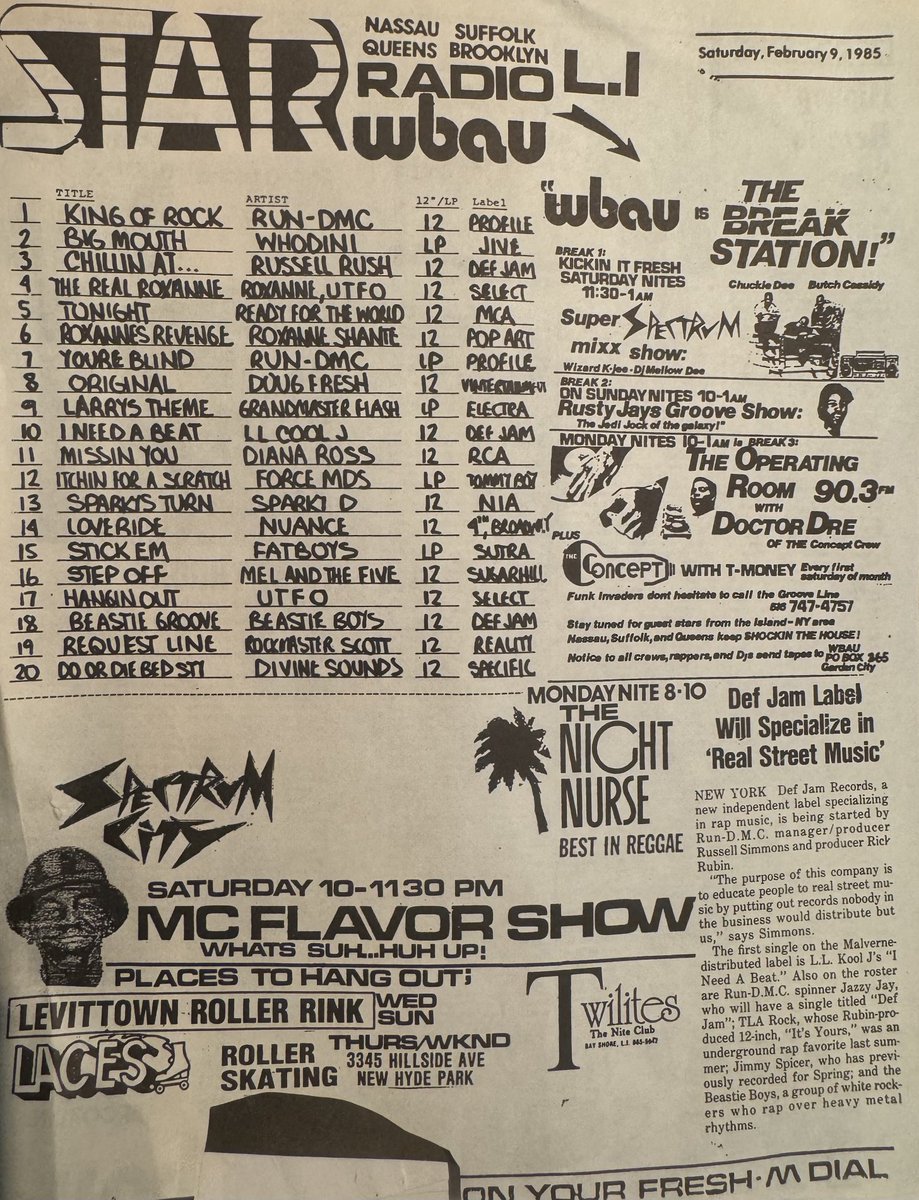 STAR
NASSAU SUFFOLK
QUEENS BROOKLYN
RADIO L.I
wbau
Saturday, February 9, 1985
TITLE ARTIST 12"/LP Label
1 KING OF ROCK RUN-DMC 12 PROFILE
2 BIG MOUTH WHODINI LP JIVE
3 CHILLIN AT... RUSSELL RUSH 12 DEF JAM
4 THE REAL ROXANNE ROXANNE, UTFO 12 SELECT
5 TONIGHT READY FOR THE WORLD 12 MCA
6 ROXANNES REVENGE ROXANNE SHANTE 12 POP ART
7 YOURE BLIND RUN-DMC LP PROFILE
8 ORIGINAL DOUG FRESH 12
9 LARRYS THEME GRANDMASTER FLASH LP ELECTRA
10 I NEED A BEAT LL COOL J 12 DEF JAM
11 MISSIN YOU DIANA ROSS 12 RCA
12 ITCHIN FOR A SCRATCH FORCE MDS LP TOMMY BOY
13 SPARKYS TURN SPARKY D 12 NIA
14 LOVERIDE NUANCE 12 4TH BROADWAY
15 STICK EM FATBOYS LP SUTRA
16 STEP OFF MEL AND THE FIVE 12 SUGARHILL
17 HANGIN OUT UTFO 12 SELECT
18 BEASTIE GROOVE BEASTIE BOYS 12 DEF JAM
19 REQUEST LINE ROCKMASTER SCOTT 12 REALITY
20 DO OR DIE BED STI DIVINE SOUNDS 12 SPECIFIC
"wbau IS THE
BREAK
STATION!"
BREAK 1:
KICKIN IT FRESH
SATURDAY NITES
11:30-1AM
Chuckie Dee Butch Cassidy
Super SPECTRUM
mixx show:
Wizard K-jee - Dj Mellow Dee
BREAK 2:
ON SUNDAY NITES 10-1AM
Rusty Jays Groove Show:
The Jedi Jock of the galaxy!"
MONDAY NITES 10-1AM is BREAK 3:
THE OPERATING
ROOM 90.3FM
WITH
DOCTOR DRE
OF THE Concept Crew
PLUS
THE CONCEPT WITH T-MONEY Every first
saturday of month
Funk Invaders dont hesitate to call the Groove Line
516 747-4757
Stay tuned for guest stars from the Island - NY area
Nassau, Suffolk, and Queens keep SHOCKIN THE HOUSE!
Notice to all crews, rappers, and Djs send tapes to WBAU
PO BOX 365
Garden City
MONDAY NITE 8-10
THE
NIGHT
NURSE
BEST IN REGGAE
Def Jam Label
Will Specialize in
'Real Street Music'
NEW YORK Def Jam Records, a
new independent label specializing
in rap music, is being started by
Run-D.M.C. manager/producer
Russell Simmons and producer Rick
Rubin.
"The purpose of this company is
to educate people to real street mu-
sic by putting out records nobody in
the business would distribute but
us," says Simmons.
The first single on the Malverne-
distributed label is L.L. Kool J's "I
Need A Beat." Also on the roster
are Run-D.M.C. spinner Jazzy Jay,
who will have a single titled "Def
Jam"; TLA Rock, whose Rubin-pro-
duced 12-inch, "It's Yours," was an
underground rap favorite last sum-
mer; Jimmy Spicer, who has previ-
ously recorded for Spring; and the
Beastie Boys, a group of white rock-
ers who rap over heavy metal
rhythms.
SPECTRUM
CITY
SATURDAY 10-1130 PM
MC FLAVOR SHOW
WHATS SUH...HUH UP!
PLACES TO HANG OUT;
LEVITTOWN ROLLER RINK WED
SUN
LACES
ROLLER
SKATING
THURS/WKND
3345 HILLSIDE AVE
NEW HYDE PARK
Twilites
The Nite Club
BAY SHORE, L.I.
ON YOUR FRESH-M DIAL